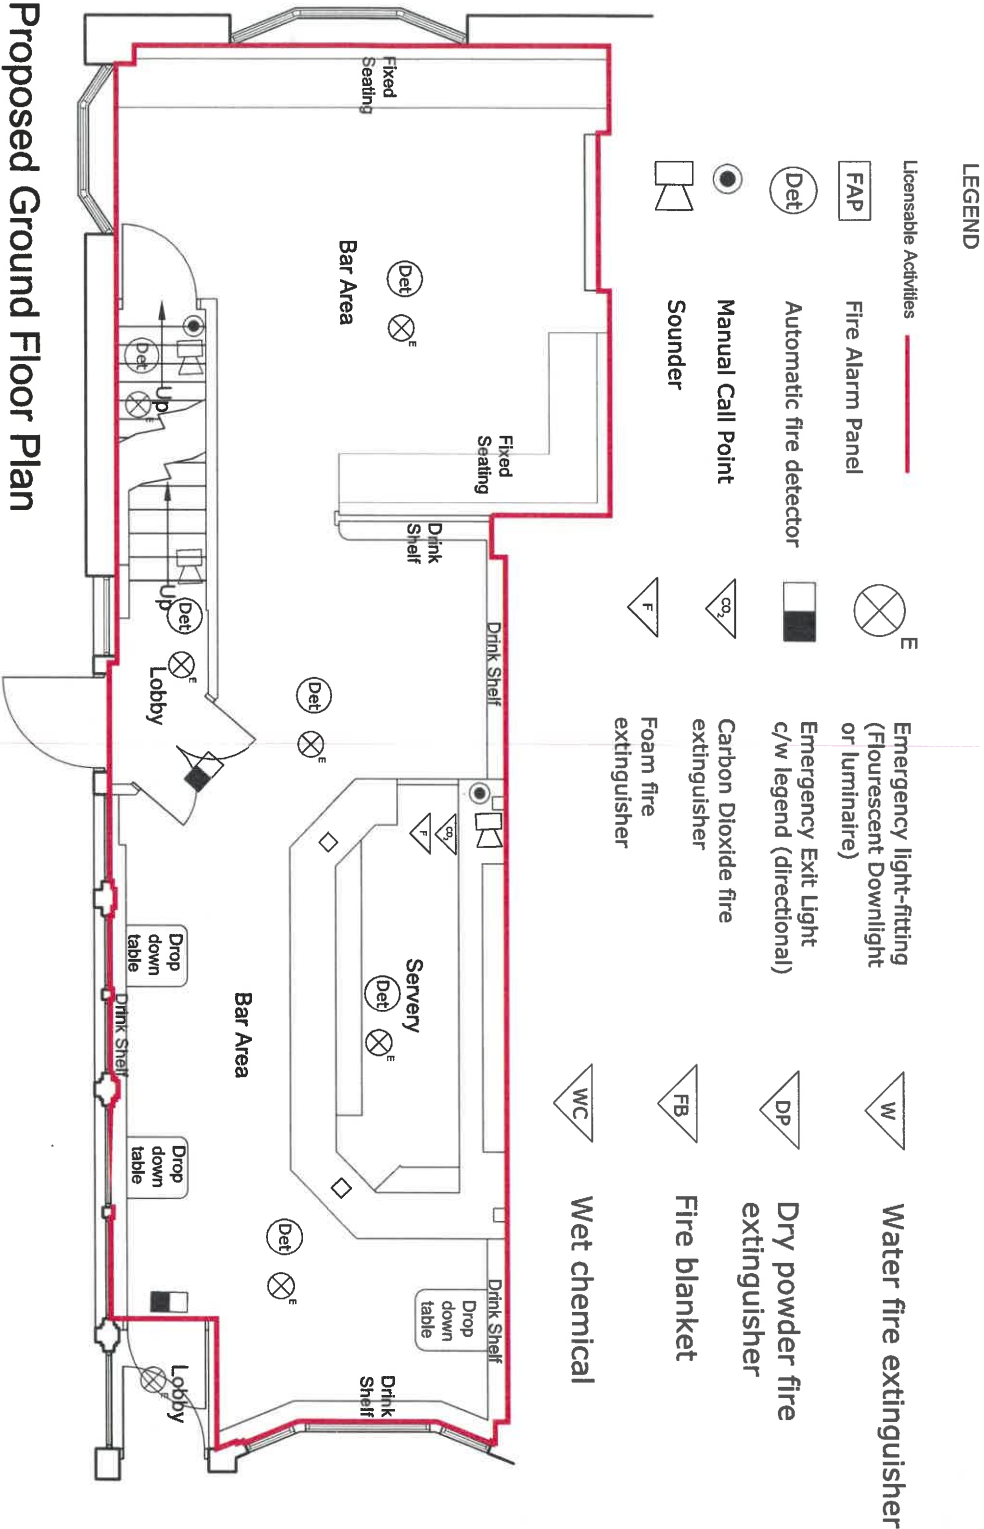 LEGEND
Licensable Activities
FAP
Fire Alarm Panel
Det
Automatic fire detector
Manual Call Point
Sounder
E
Emergency light-fitting
(Flourescent Downlight
or luminaire)
Emergency Exit Light
c/w legend (directional)
CO₂
Carbon Dioxide fire
extinguisher
F
Foam fire
extinguisher
W
Water fire extinguisher
DP
Dry powder fire
extinguisher
FB
Fire blanket
WC
Wet chemical
Fixed
Seating
Bar Area
Det
E
Fixed
Seating
Drink
Shelf
Drink Shelf
Det
E
Up
Up
Det
E
Lobby
Det
E
CO₂
F
Servery
Det
E
Bar Area
Drop
down
table
Drink Shelf
Drop
down
table
Det
E
Drop
down
table
Drink Shelf
Drink
Shelf
Lobby
E
Proposed Ground Floor Plan